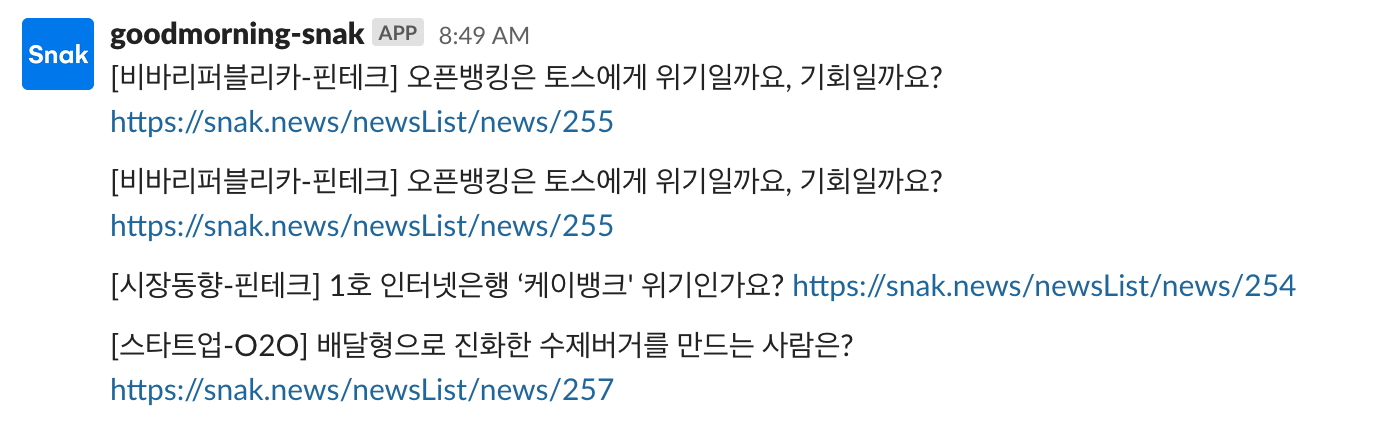 Snak
goodmorning-snak APP 8:49 AM
[비바리퍼블리카-핀테크] 오픈뱅킹은 토스에게 위기일까요, 기회일까요?
https://snak.news/newsList/news/255
[비바리퍼블리카-핀테크] 오픈뱅킹은 토스에게 위기일까요, 기회일까요?
https://snak.news/newsList/news/255
[시장동향-핀테크] 1호 인터넷은행 ‘케이뱅크' 위기인가요? https://snak.news/newsList/news/254
[스타트업-O2O] 배달형으로 진화한 수제버거를 만드는 사람은?
https://snak.news/newsList/news/257